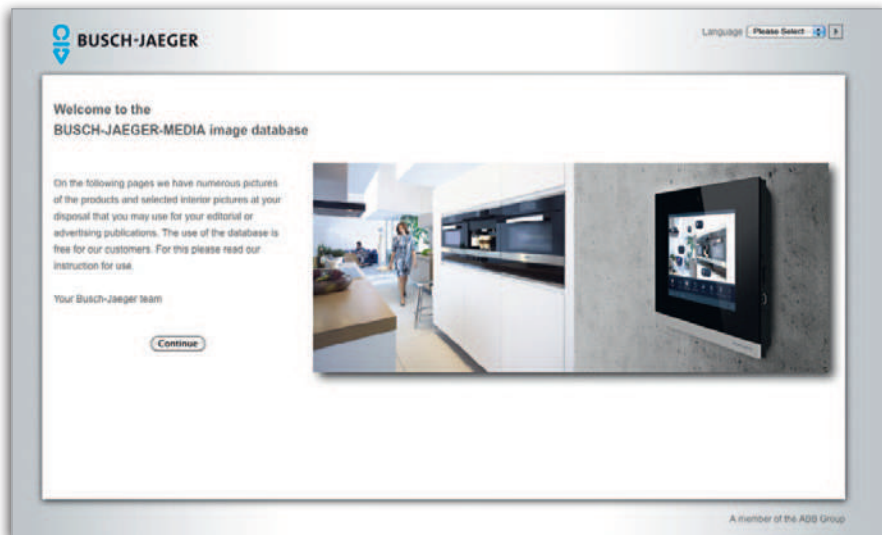 BUSCH-JAEGER
Language Please Select
Welcome to the
BUSCH-JAEGER-MEDIA image database
On the following pages we have numerous pictures
of the products and selected interior pictures at your
disposal that you may use for your editorial or
advertising publications. The use of the database is
free for our customers. For this please read our
instruction for use.
Your Busch-Jaeger team
Continue
A member of the ABB Group